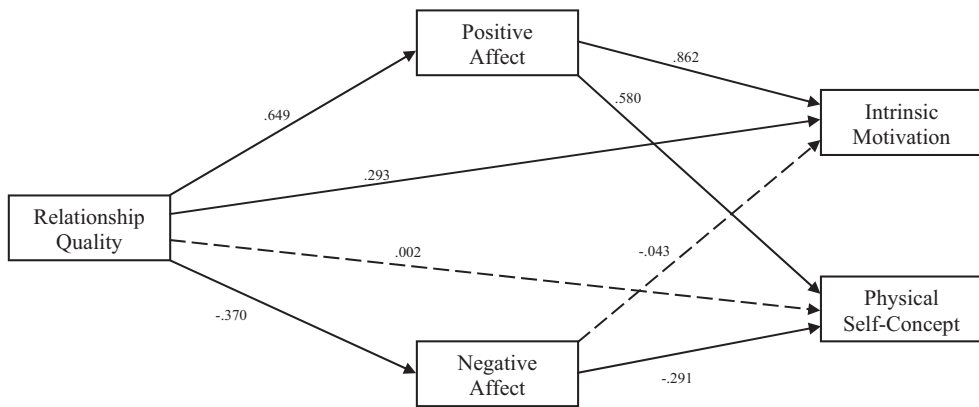 Positive
Affect
.862
.580
Intrinsic
Motivation
.649
.293
Relationship
Quality
.002
-.043
Physical
Self-Concept
-.370
Negative
Affect
-.291